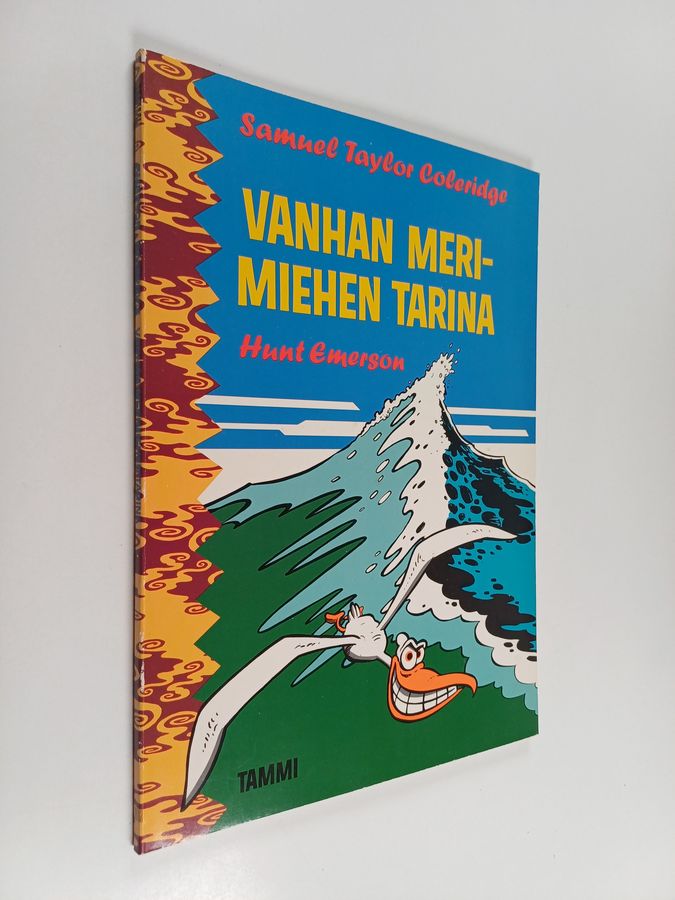 Samuel Taylor Coleridge
VANHAN MERI-
MIEHEN TARINA
Hunt Emerson
TAMMI